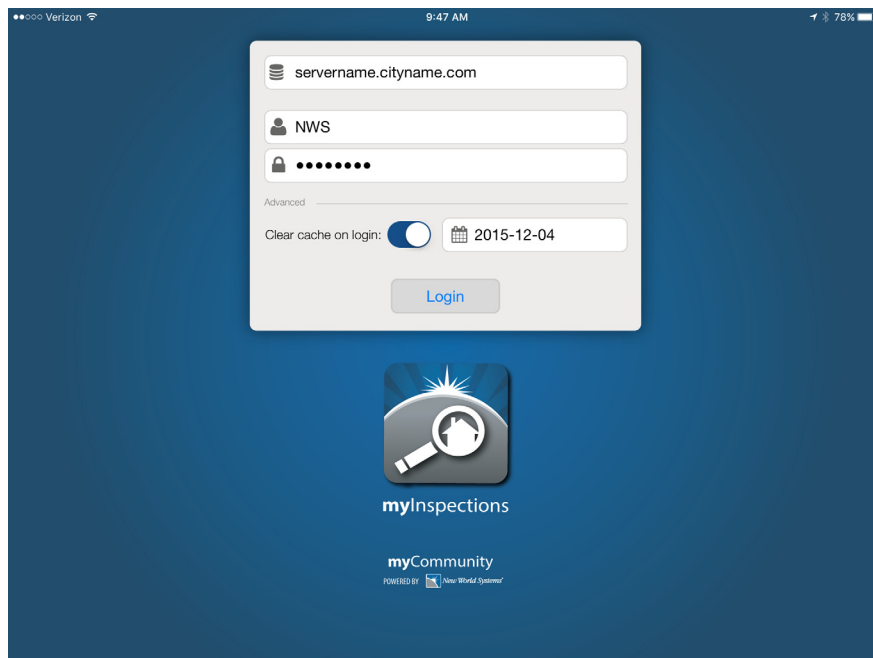 Verizon 9:47 AM 78%
servername.cityname.com
NWS
••••••••
Advanced
Clear cache on login: 2015-12-04
Login
myInspections
myCommunity
POWERED BY New World Systems